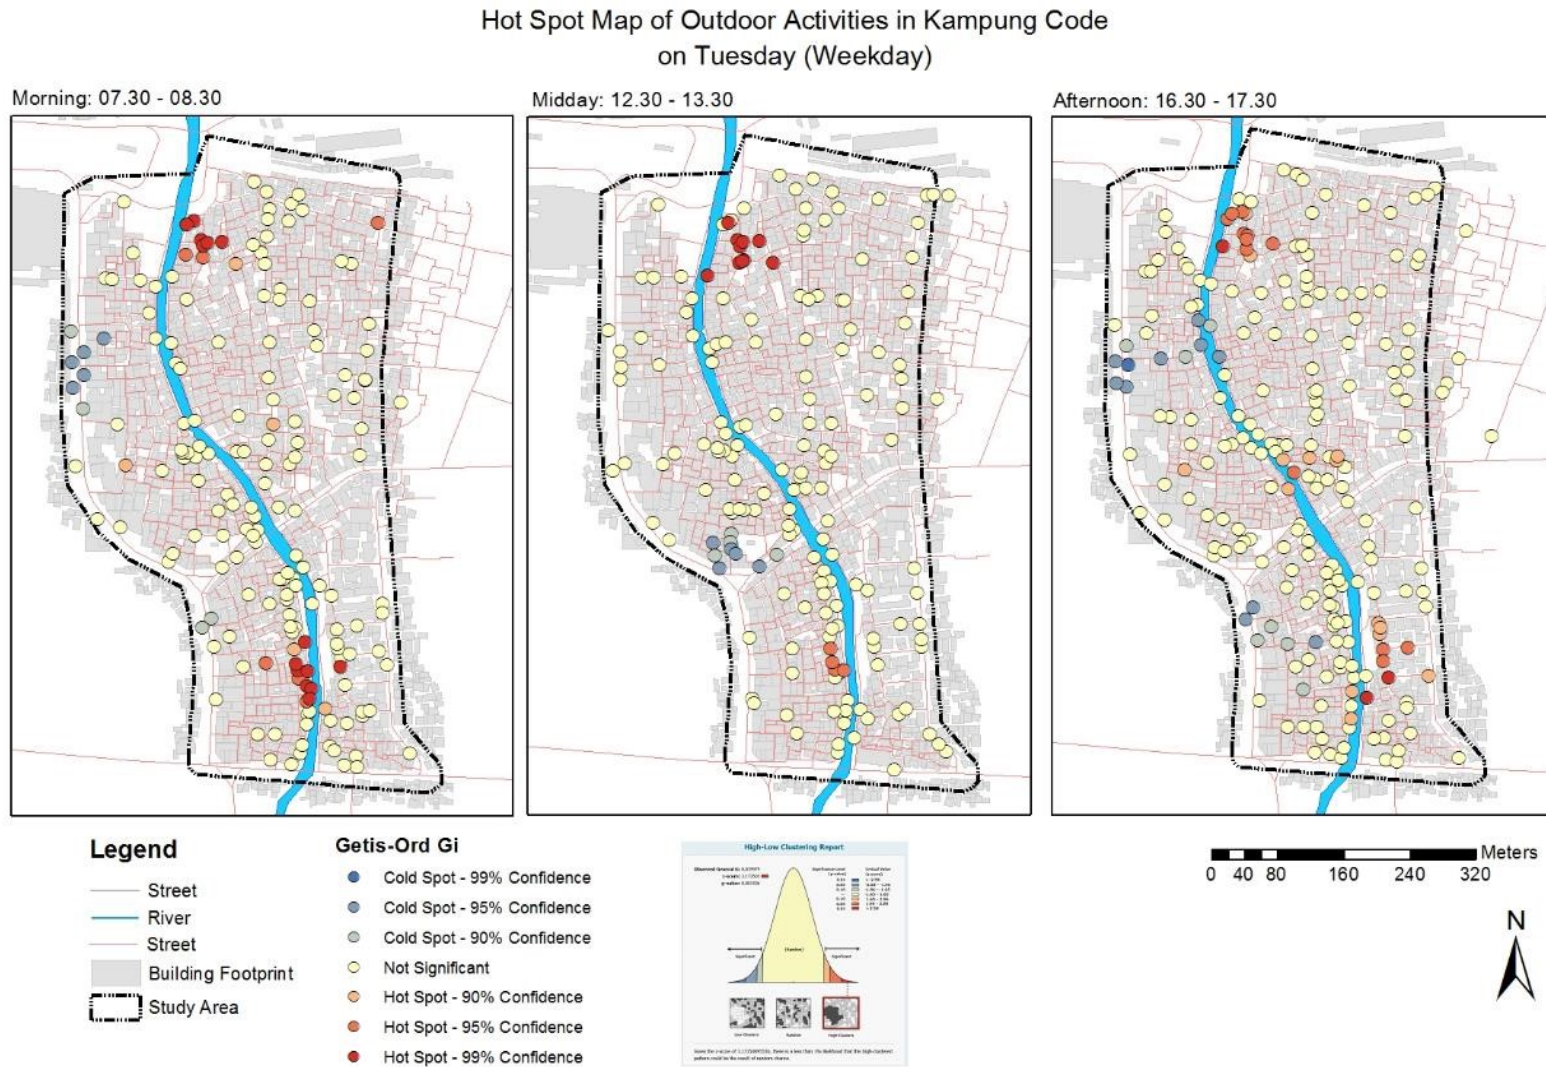 Hot Spot Map of Outdoor Activities in Kampung Code
on Tuesday (Weekday)
Morning: 07.30 - 08.30
Midday: 12.30 - 13.30
Afternoon: 16.30 - 17.30
Legend
Street
River
Street
Building Footprint
Study Area
Getis-Ord Gi
Cold Spot - 99% Confidence
Cold Spot - 95% Confidence
Cold Spot - 90% Confidence
Not Significant
Hot Spot - 90% Confidence
Hot Spot - 95% Confidence
Hot Spot - 99% Confidence
High-Low Clustering Report
(Random)
Significant
Significant
Meters
0 40 80 160 240 320
N